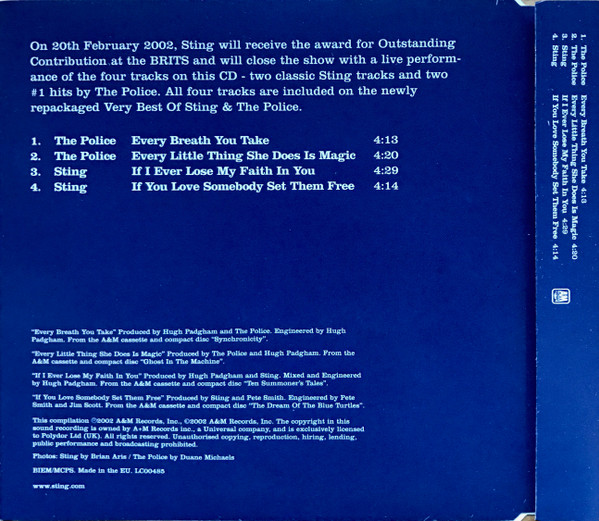 On 20th February 2002, Sting will receive the award for Outstanding
Contribution at the BRITS and will close the show with a live perform-
ance of the four tracks on this CD - two classic Sting tracks and two
#1 hits by The Police. All four tracks are included on the newly
repackaged Very Best Of Sting & The Police.
1. The Police Every Breath You Take 4:13
2. The Police Every Little Thing She Does Is Magic 4:20
3. Sting If I Ever Lose My Faith In You 4:29
4. Sting If You Love Somebody Set Them Free 4:14
"Every Breath You Take" Produced by Hugh Padgham and The Police. Engineered by Hugh
Padgham. From the A&M cassette and compact disc "Synchronicity".
"Every Little Thing She Does Is Magic" Produced by The Police and Hugh Padgham. From the
A&M cassette and compact disc "Ghost In The Machine".
"If I Ever Lose My Faith in You" Produced by Hugh Padgham and Sting. Mixed and Engineered
by Hugh Padgham. From the A&M cassette and compact disc "Ten Summoner's Tales".
"If You Love Somebody Set Them Free" Produced by Sting and Pete Smith. Engineered by Pete
Smith and Jim Scott. From the A&M cassette and compact disc "The Dream Of The Blue Turtles".
This compilation ℗2002 A&M Records, Inc., ©2002 A&M Records, Inc. The copyright in this
sound recording is owned by A+M Records inc., a Universal company, and is exclusively licensed
to Polydor Ltd (UK). All rights reserved. Unauthorised copying, reproduction, hiring, lending,
public performance and broadcasting prohibited.
Photos: Sting by Brian Aris / The Police by Duane Michaels
BIEM/MCPS. Made in the EU. LC00485
www.sting.com
1. The Police Every Breath You Take 4:13
2. The Police Every Little Thing She Does Is Magic 4:20
3. Sting If I Ever Lose My Faith In You 4:29
4. Sting If You Love Somebody Set Them Free 4:14
A&M